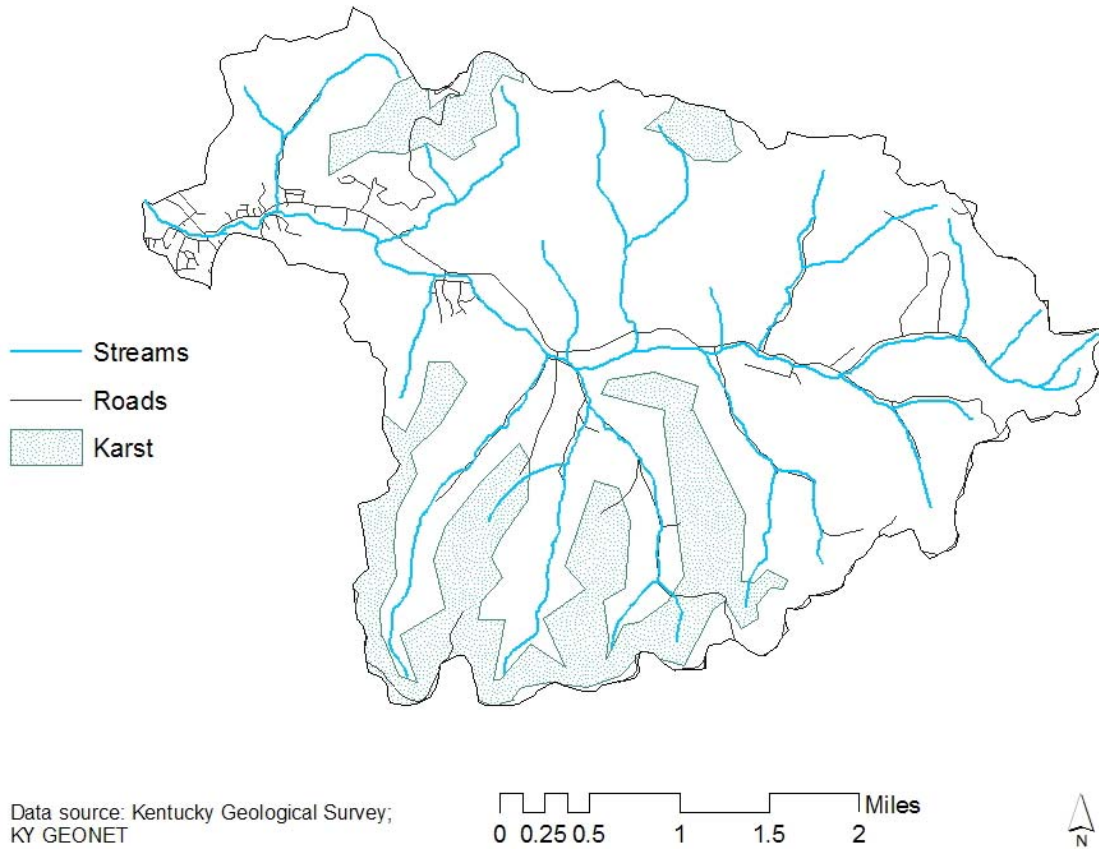 Streams
Roads
Karst
Data source: Kentucky Geological Survey;
KY GEONET
Miles
0 0.25 0.5 1 1.5 2
N